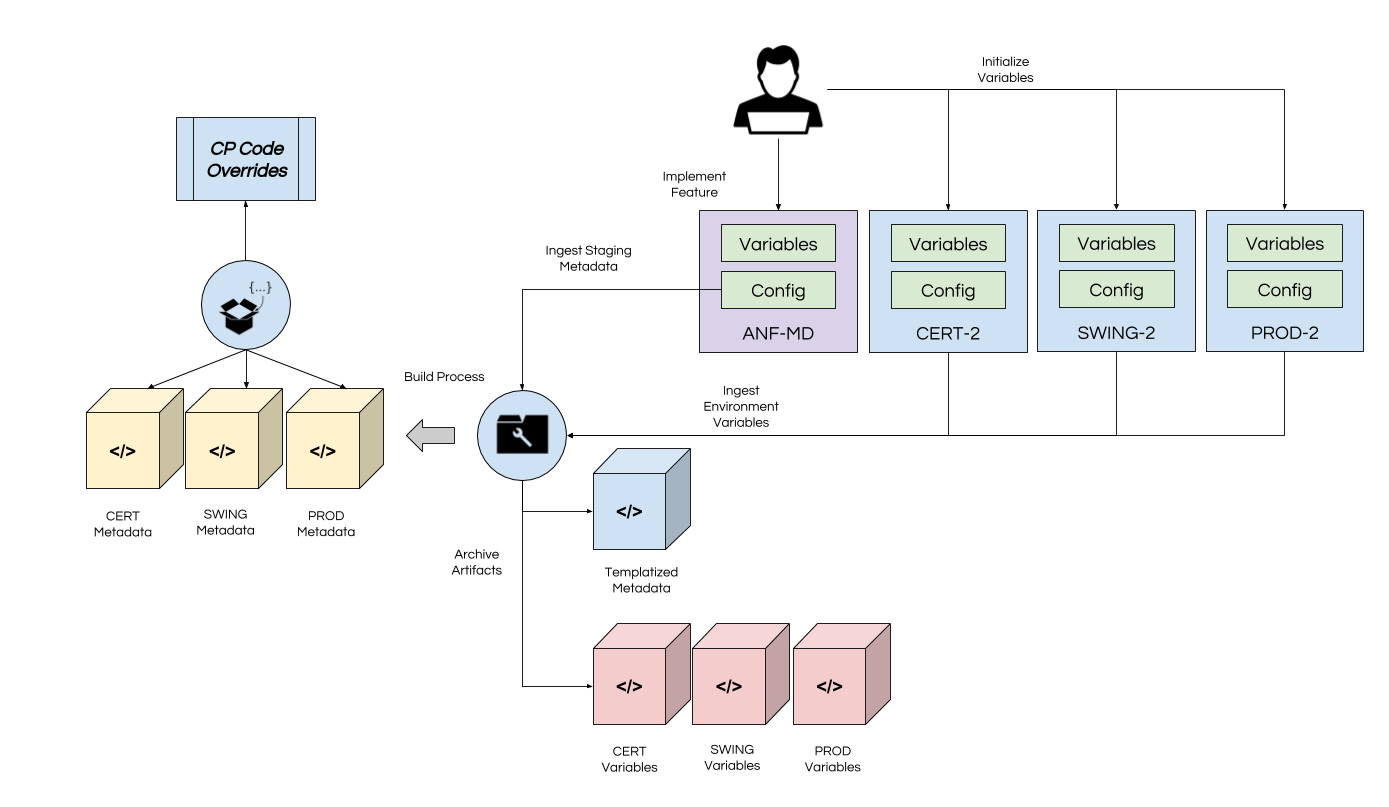 Initialize
Variables
CP Code
Overrides
Implement
Feature
Ingest Staging
Metadata
Variables
Config
ANF-MD
Variables
Config
CERT-2
Variables
Config
SWING-2
Variables
Config
PROD-2
{...}
Build Process
Ingest
Environment
Variables
</>
</>
</>
CERT
Metadata
SWING
Metadata
PROD
Metadata
</>
Templatized
Metadata
Archive
Artifacts
</>
</>
</>
CERT
Variables
SWING
Variables
PROD
Variables